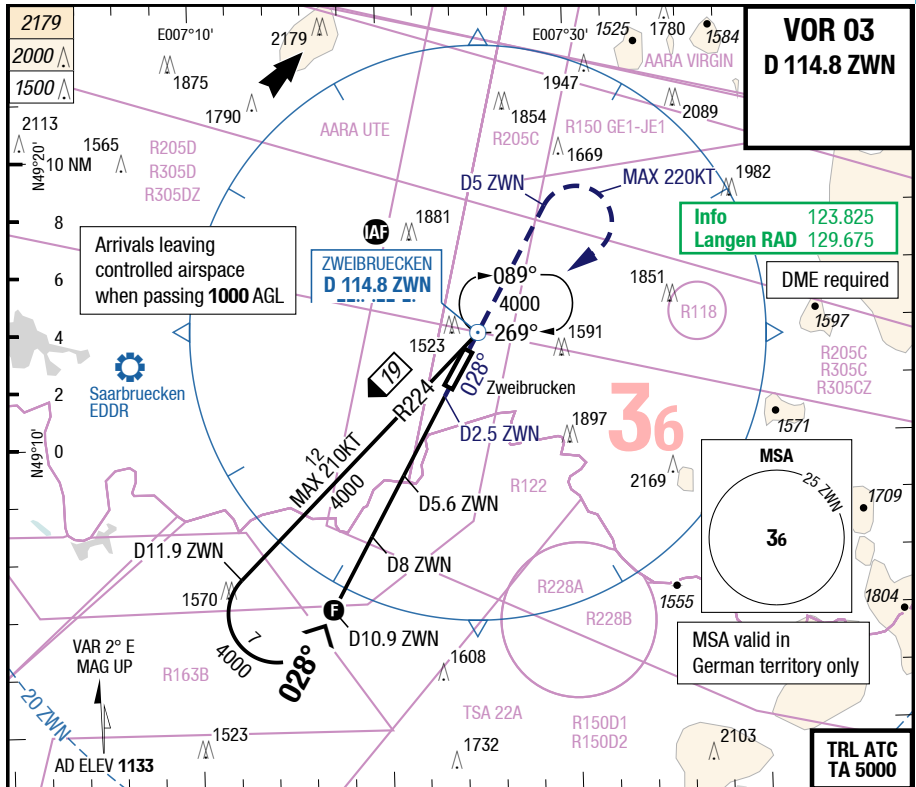 2179
2000
1500
E007°10'
2179
E007°30'
1525
1780
1584
VOR 03
D 114.8 ZWN
1875
1947
AARA VIRGIN
1790
1854
2089
AARA UTE
R205C
R150 GE1-JE1
2113
1565
R205D
R305D
R305DZ
1669
N49°20'
10 NM
D5 ZWN
MAX 220KT
1982
8
IAF
1881
Info 123.825
Langen RAD 129.675
Arrivals leaving
controlled airspace
when passing 1000 AGL
ZWEIBRUECKEN
D 114.8 ZWN
6
089°
4000
269°
1851
DME required
R118
1597
4
1523
1591
19
R224
028°
Zweibrucken
R205C
R305C
R305CZ
Saarbruecken
EDDR
2
D2.5 ZWN
1897
36
1571
N49°10'
0
12
MAX 210KT
4000
R122
2169
MSA
25 ZWN
36
1709
D5.6 ZWN
D11.9 ZWN
D8 ZWN
1570
R228A
R228B
1555
1804
F
D10.9 ZWN
7
4000
028°
MSA valid in
German territory only
VAR 2° E
MAG UP
R163B
1608
20 ZWN
TSA 22A
R150D1
R150D2
1523
1732
2103
AD ELEV 1133
TRL ATC
TA 5000